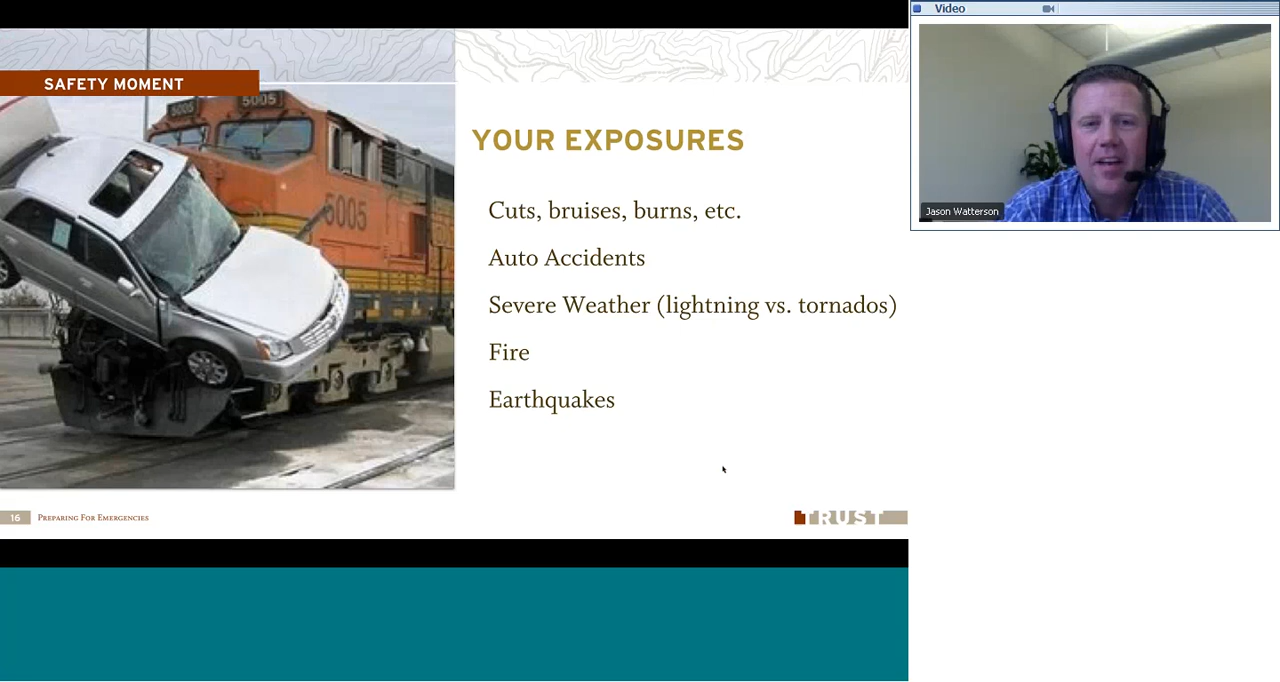 SAFETY MOMENT
5005
5005
5005
YOUR EXPOSURES
Cuts, bruises, burns, etc.
Auto Accidents
Severe Weather (lightning vs. tornados)
Fire
Earthquakes
16 Preparing For Emergencies
TRUST
Video
Jason Watterson